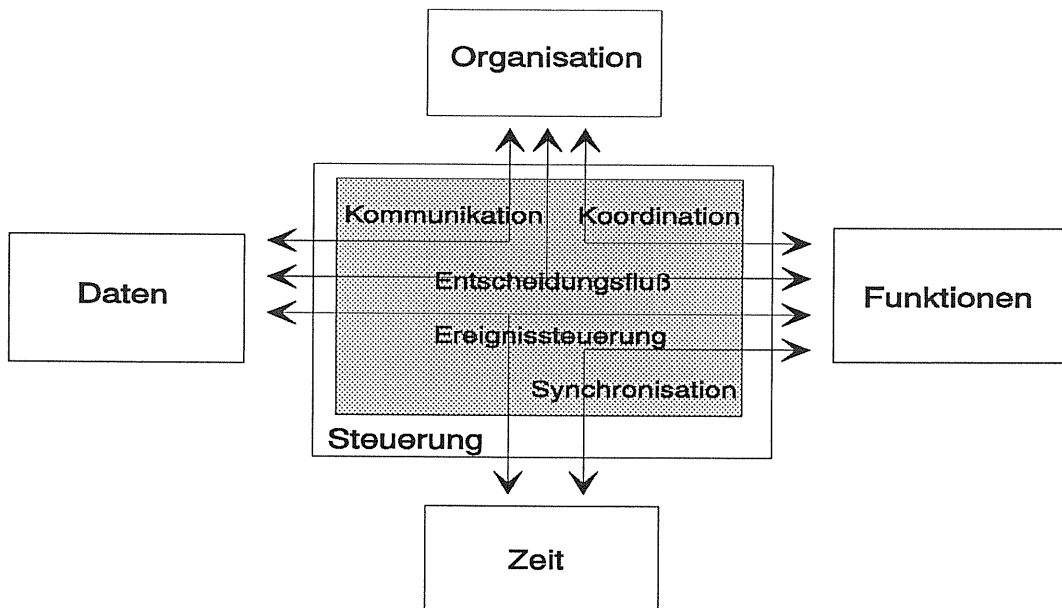 Organisation
Kommunikation
Koordination
Daten
Entscheidungsfluß
Funktionen
Ereignissteuerung
Synchronisation
Steuerung
Zeit